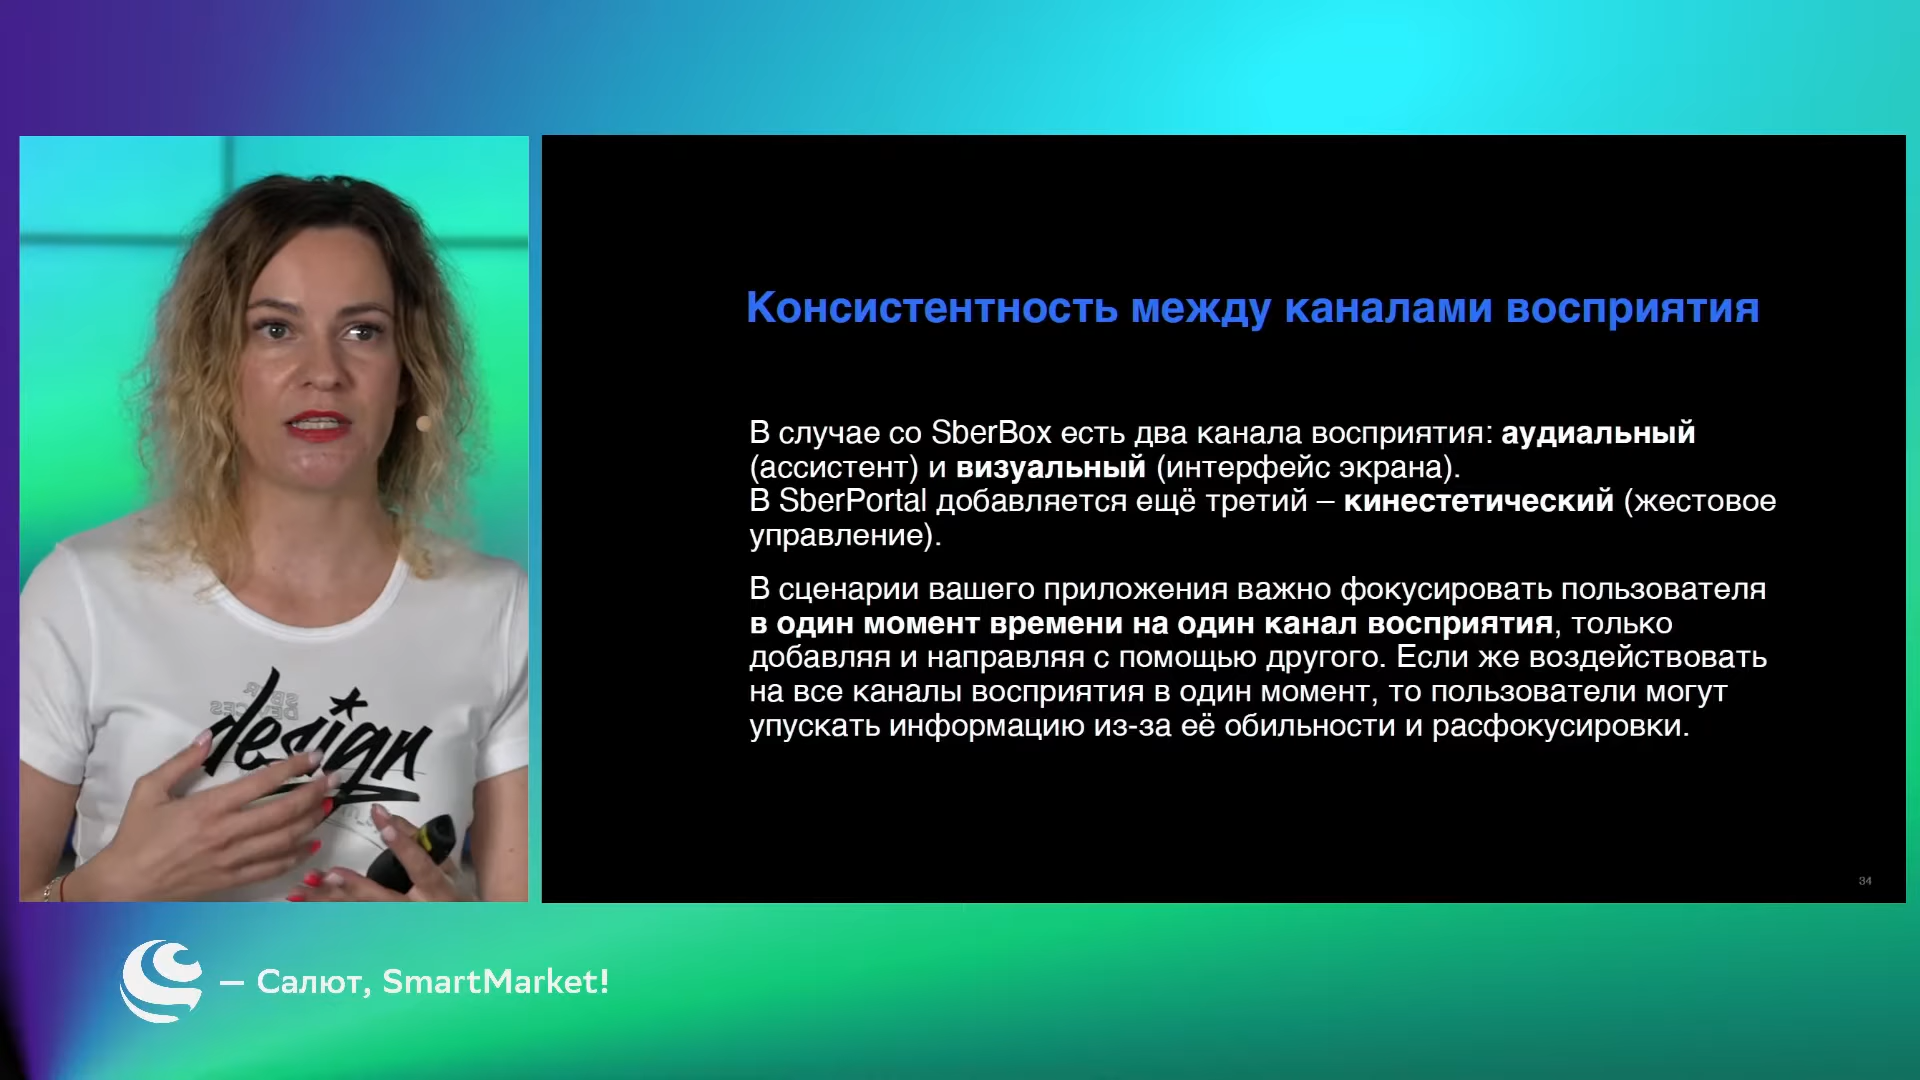 Консистентность между каналами восприятия
В случае со SberBox есть два канала восприятия: аудиальный
(ассистент) и визуальный (интерфейс экрана).
В SberPortal добавляется ещё третий – кинестетический (жестовое
управление).
В сценарии вашего приложения важно фокусировать пользователя
в один момент времени на один канал восприятия, только
добавляя и направляя с помощью другого. Если же воздействовать
на все каналы восприятия в один момент, то пользователи могут
упускать информацию из-за её обильности и расфокусировки.
34
design
— Салют, SmartMarket!